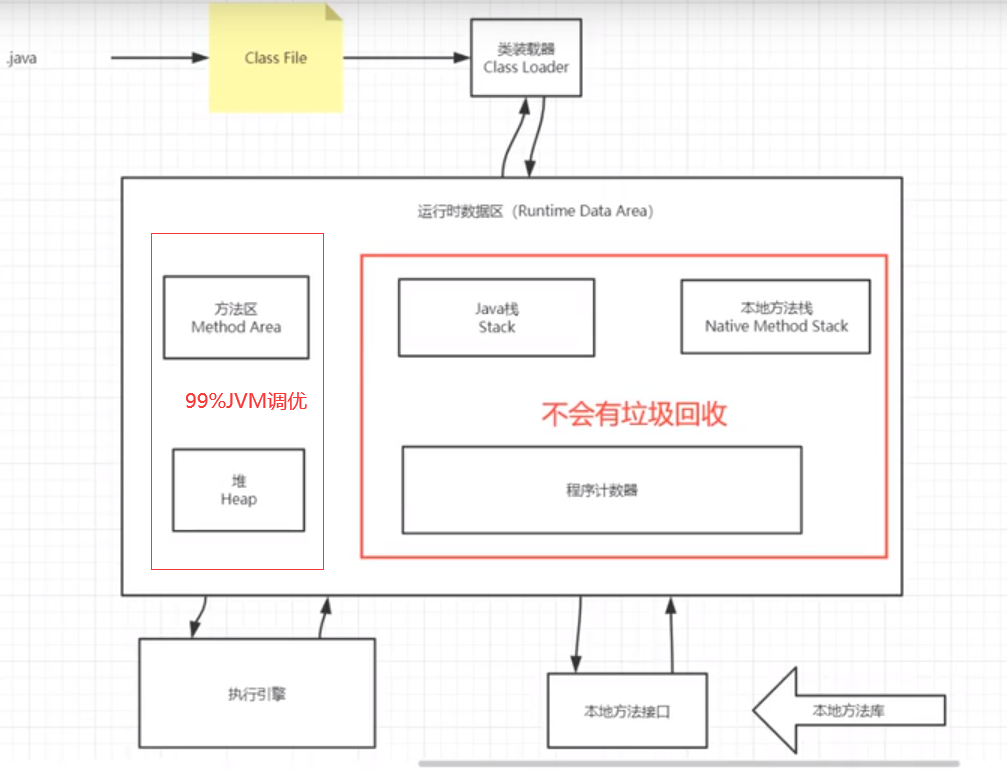 .java
Class File
类装载器
Class Loader
运行时数据区（Runtime Data Area）
方法区
Method Area
Java栈
Stack
本地方法栈
Native Method Stack
99%JVM调优
不会有垃圾回收
堆
Heap
程序计数器
执行引擎
本地方法接口
本地方法库